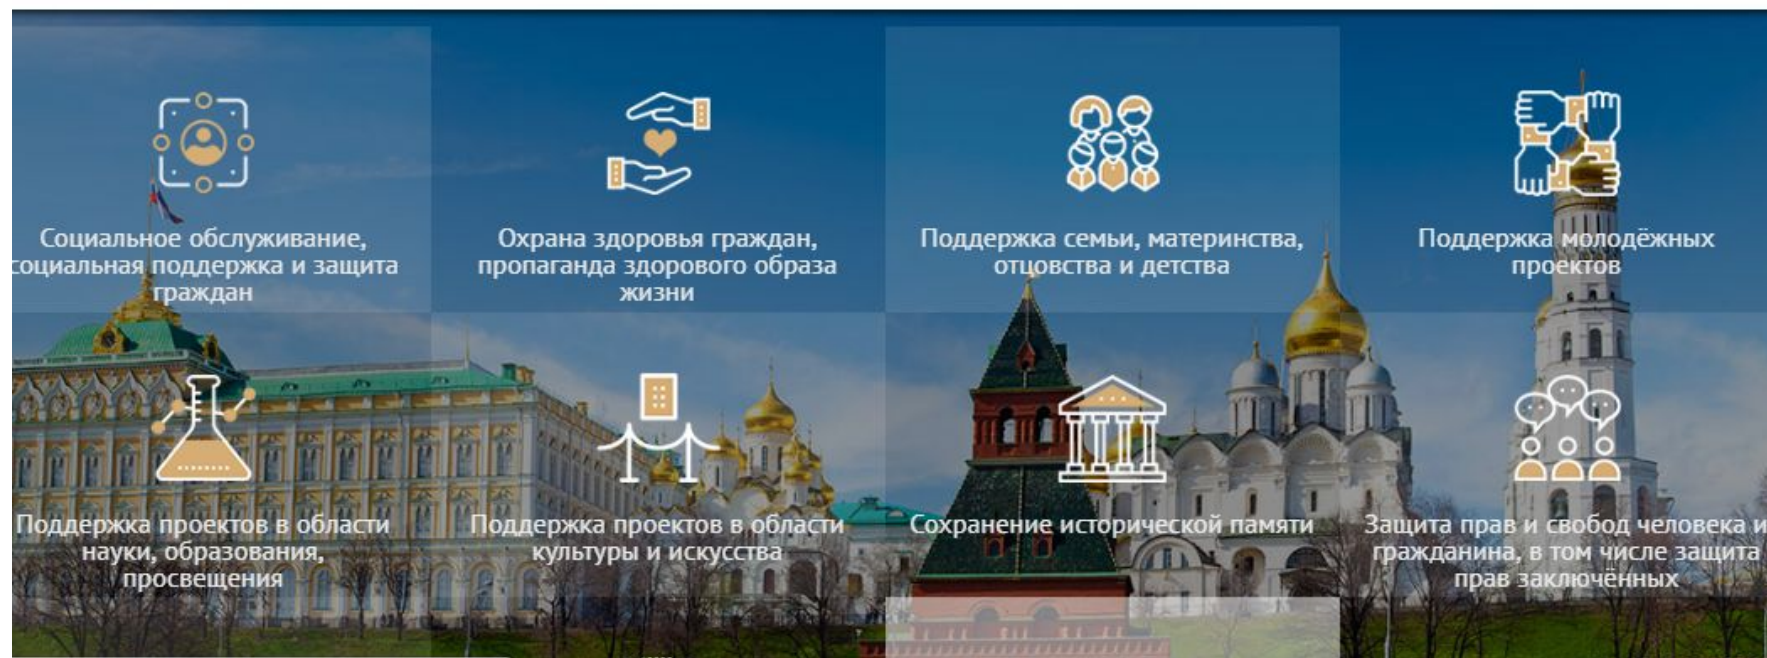 Социальное обслуживание,
социальная поддержка и защита
граждан
Охрана здоровья граждан,
пропаганда здорового образа
жизни
Поддержка семьи, материнства,
отцовства и детства
Поддержка молодёжных
проектов
Поддержка проектов в области
науки, образования,
просвещения
Поддержка проектов в области
культуры и искусства
Сохранение исторической памяти
Защита прав и свобод человека и
гражданина, в том числе защита
прав заключённых